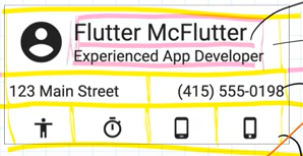 Flutter McFlutter
Experienced App Developer
123 Main Street (415) 555-0198